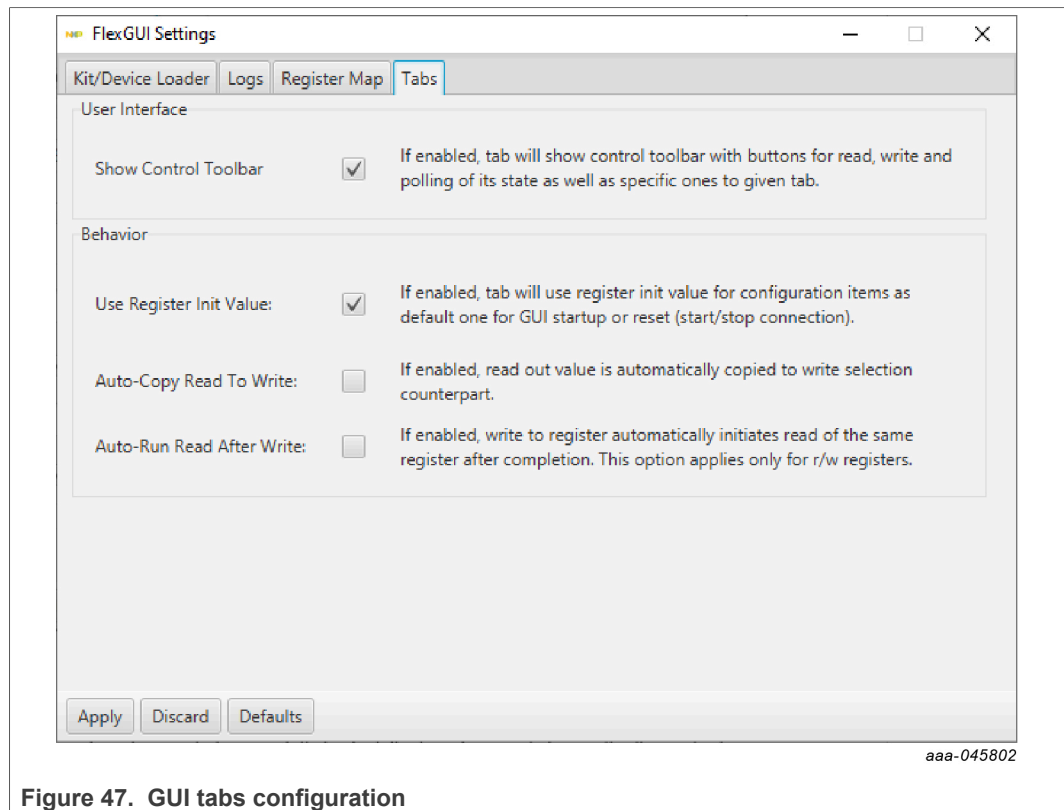 NXP FlexGUI Settings
Kit/Device Loader Logs Register Map Tabs
User Interface
Show Control Toolbar
If enabled, tab will show control toolbar with buttons for read, write and
polling of its state as well as specific ones to given tab.
Behavior
Use Register Init Value:
If enabled, tab will use register init value for configuration items as
default one for GUI startup or reset (start/stop connection).
Auto-Copy Read To Write:
If enabled, read out value is automatically copied to write selection
counterpart.
Auto-Run Read After Write:
If enabled, write to register automatically initiates read of the same
register after completion. This option applies only for r/w registers.
Apply Discard Defaults
aaa-045802
Figure 47. GUI tabs configuration